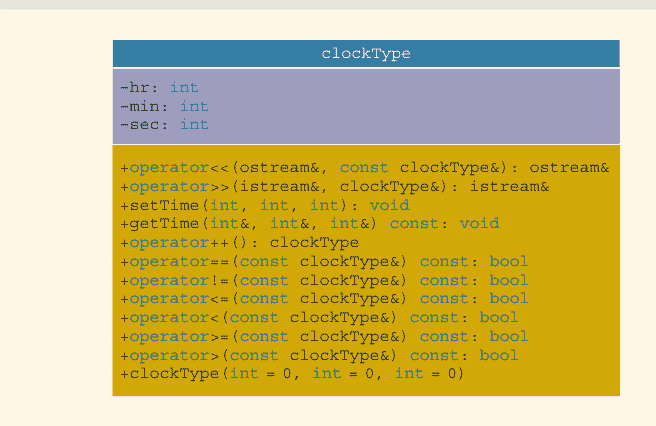 clockType
-hr: int
-min: int
-sec: int
+operator<<(ostream&, const clockType&): ostream&
+operator>>(istream&, clockType&): istream&
+setTime(int, int, int): void
+getTime(int&, int&, int&) const: void
+operator++(): clockType
+operator==(const clockType&) const: bool
+operator!=(const clockType&) const: bool
+operator<=(const clockType&) const: bool
+operator<(const clockType&) const: bool
+operator>=(const clockType&) const: bool
+operator>(const clockType&) const: bool
+clockType(int = 0, int = 0, int = 0)